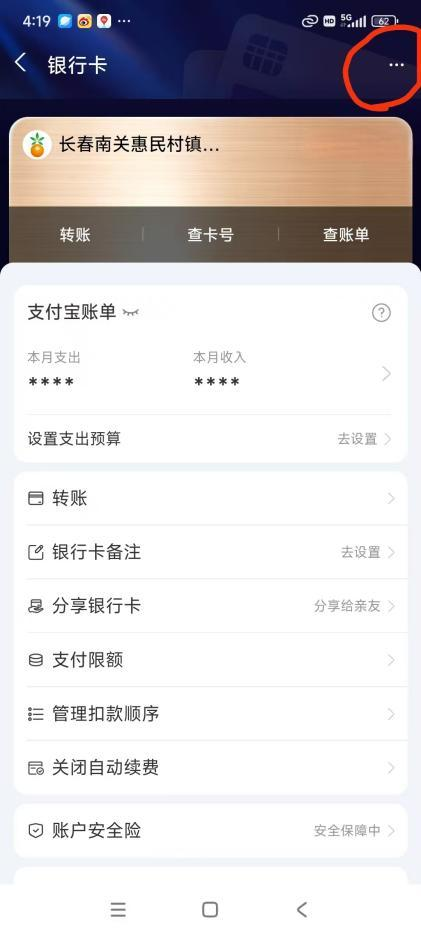 4:19 ··· HD 5G 62
银行卡 ···
长春南关惠民村镇...
转账 查卡号 查账单
支付宝账单 ?
本月支出 本月收入
**** ****
设置支出预算 去设置
转账
银行卡备注 去设置
分享银行卡 分享给亲友
支付限额
管理扣款顺序
关闭自动续费
账户安全险 安全保障中